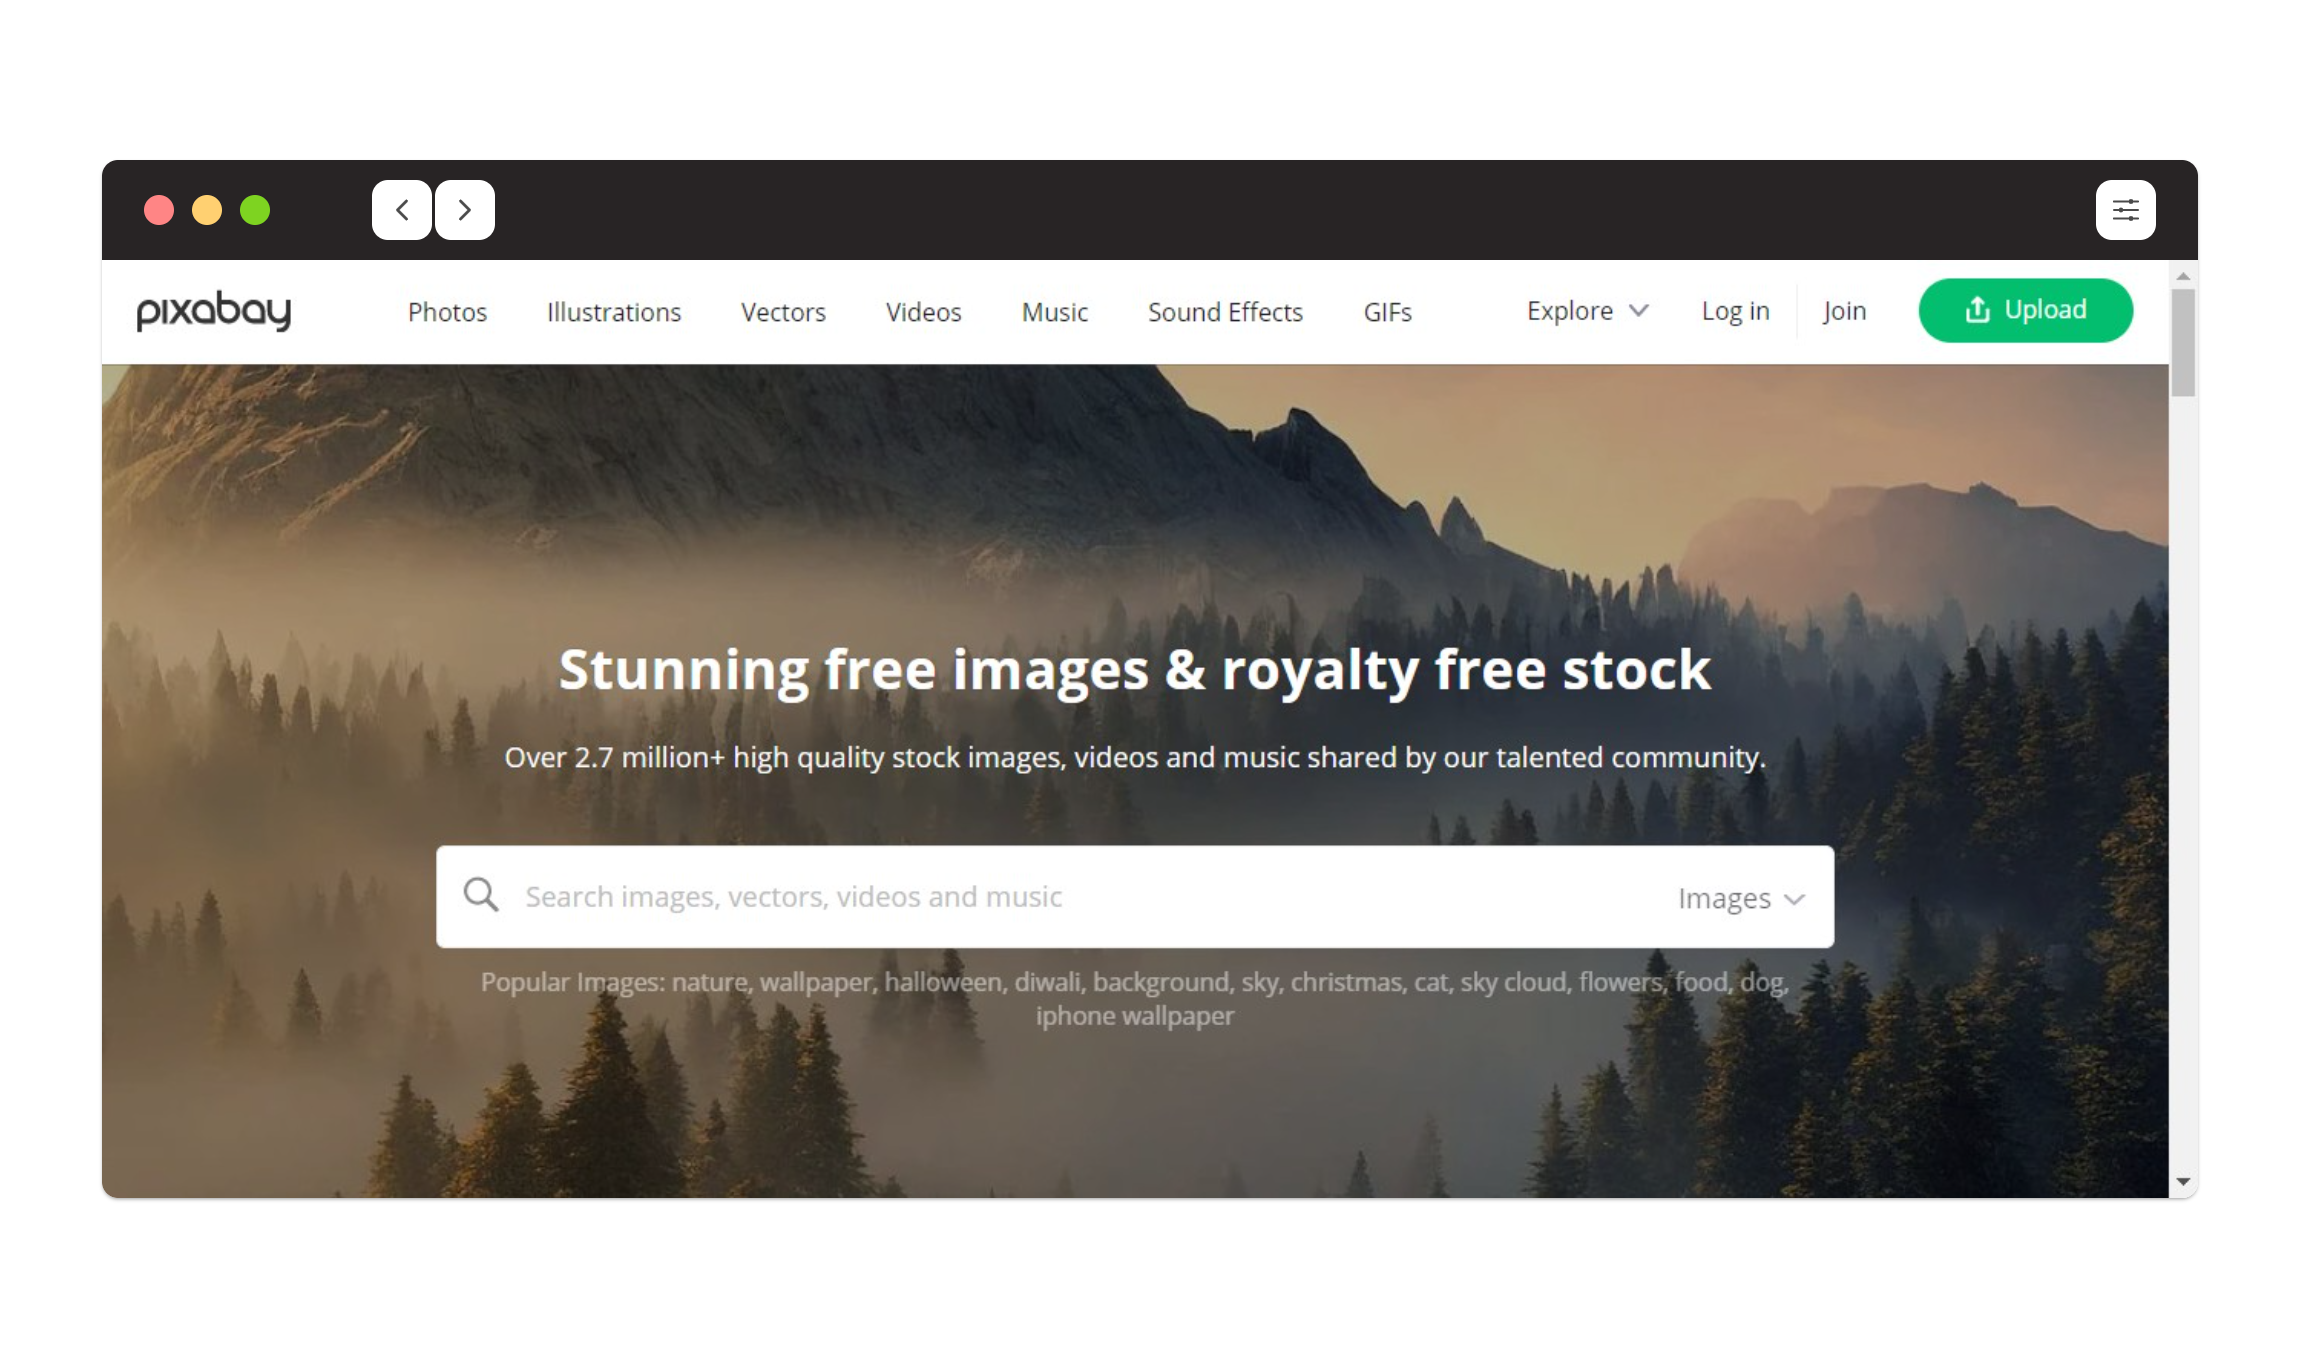 pixabay
Photos Illustrations Vectors Videos Music Sound Effects GIFs Explore Log in Join Upload
Stunning free images & royalty free stock
Over 2.7 million+ high quality stock images, videos and music shared by our talented community.
Search images, vectors, videos and music Images
Popular Images: nature, wallpaper, halloween, diwali, background, sky, christmas, cat, sky cloud, flowers, food, dog,
iphone wallpaper